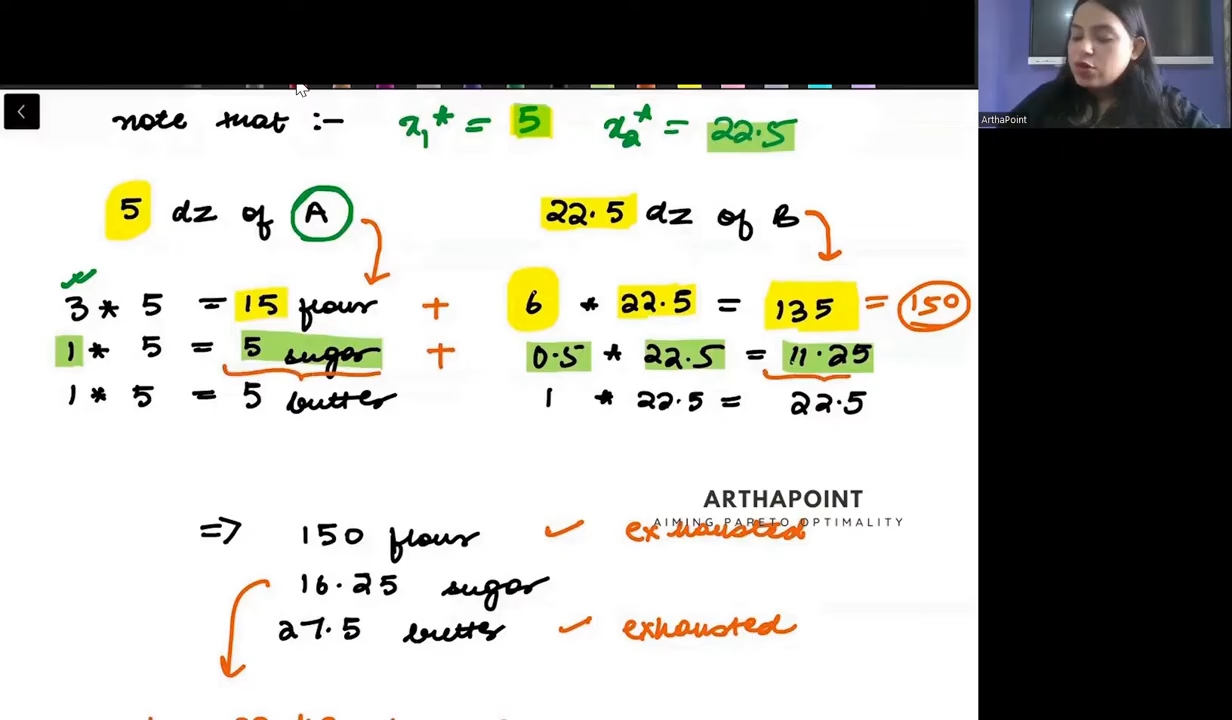 note that :- x₁* = 5 x₂* = 22.5
5 dz of A 22.5 dz of B
3 * 5 = 15 flour + 6 * 22.5 = 135 = 150
1 * 5 = 5 sugar + 0.5 * 22.5 = 11.25
1 * 5 = 5 butter 1 * 22.5 = 22.5
ARTHAPOINT
AIMING PARETO OPTIMALITY
=> 150 flour ✓ exhausted
16.25 sugar
27.5 butter ✓ exhausted
ArthaPoint